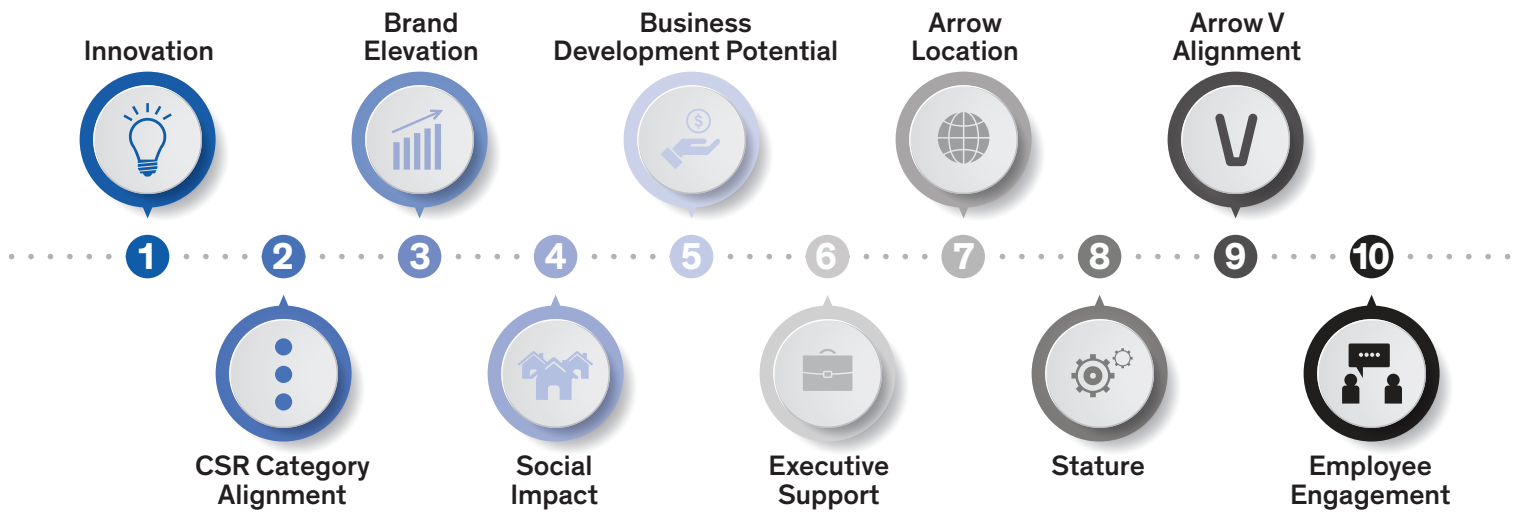 Innovation
1
2
CSR Category
Alignment
Brand
Elevation
3
4
Social
Impact
Business
Development Potential
$
5
6
Executive
Support
Arrow
Location
7
8
Stature
Arrow V
Alignment
V
9
10
Employee
Engagement